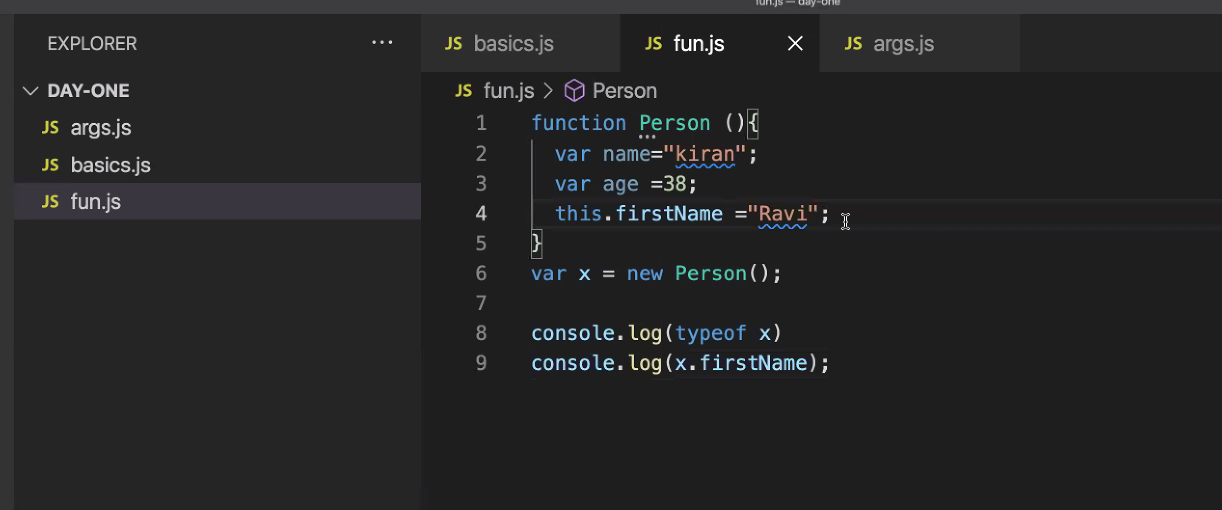 fun.js — day-one
EXPLORER ...
JS basics.js JS fun.js JS args.js
DAY-ONE
JS fun.js > Person
JS args.js
JS basics.js
JS fun.js
1 function Person (){
2 var name="kiran";
3 var age =38;
4 this.firstName ="Ravi";
5 }
6 var x = new Person();
7
8 console.log(typeof x)
9 console.log(x.firstName);